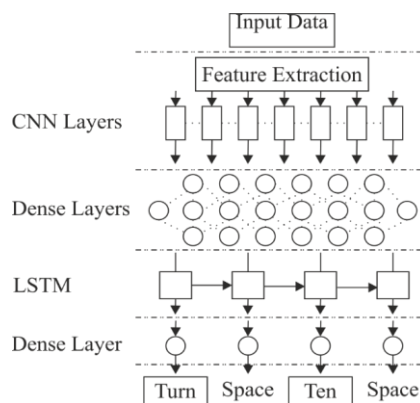 Input Data
Feature Extraction
CNN Layers
Dense Layers
LSTM
Dense Layer
Turn Space Ten Space